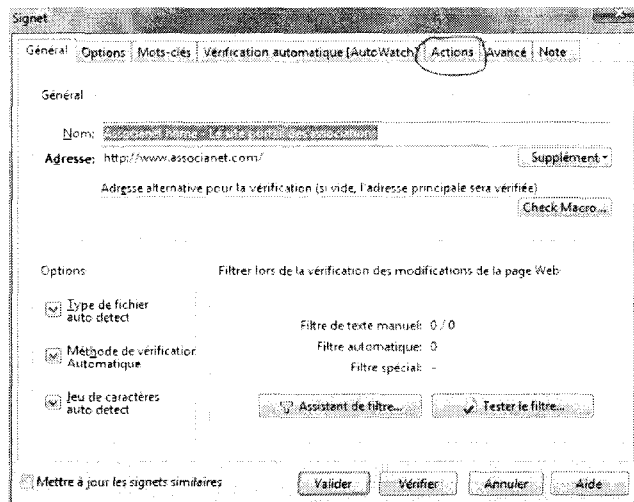 Signet
Général Options Mots-clés Vérification automatique (AutoWatch) Actions Avancé Note
Général
Nom:
Adresse: http://www.associanet.com/ Supplément
Adresse alternative pour la vérification (si vide, l'adresse principale sera vérifiée)
Check Macro...
Options Filtrer lors de la vérification des modifications de la page Web
Type de fichier
auto detect
Filtre de texte manuel: 0 / 0
Méthode de vérification
Automatique
Filtre automatique: 0
Filtre spécial: -
Jeu de caractères
auto detect
Assistant de filtre... Tester le filtre...
Mettre à jour les signets similaires Valider Vérifier Annuler Aide